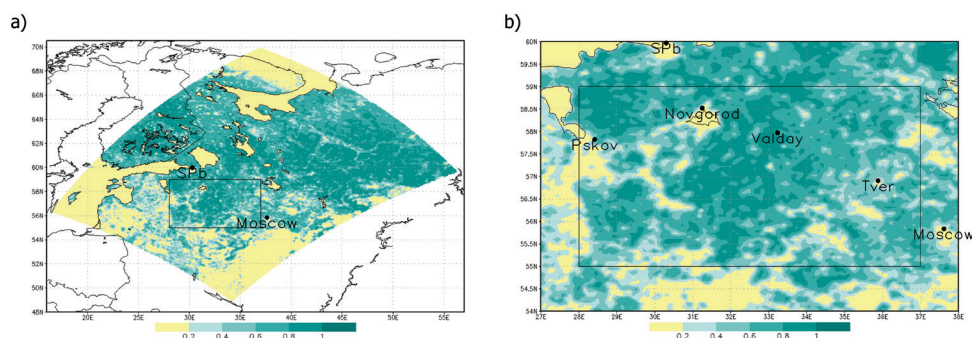 a)
70N
68N
66N
64N
62N
60N
58N
56N
54N
52N
50N
48N
SPb
Moscow
20E 25E 30E 35E 40E 45E 50E 55E
0.2 0.4 0.6 0.8 1
b)
60N
59.5N
59N
58.5N
58N
57.5N
57N
56.5N
56N
55.5N
55N
54.5N
54N
SPb
Novgorod
Valday
Pskov
Tver
Moscow
27E 28E 29E 30E 31E 32E 33E 34E 35E 36E 37E 38E
0.2 0.4 0.6 0.8 1